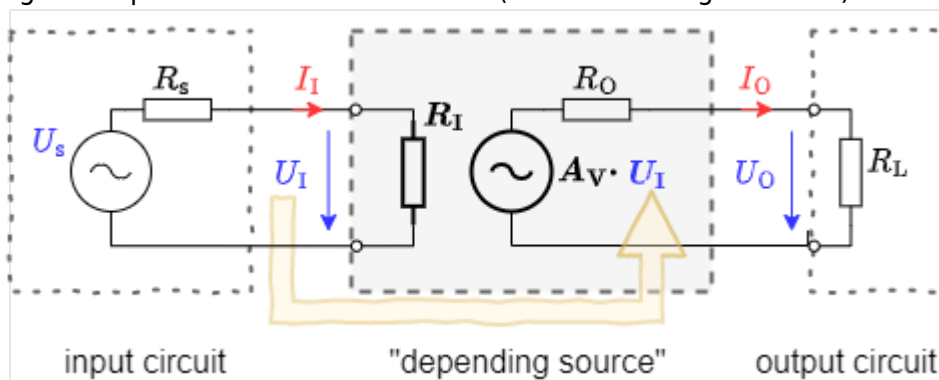 R_s I_I R_I R_O I_O
U_s U_I A_V· U_I U_O R_L
input circuit "depending source" output circuit